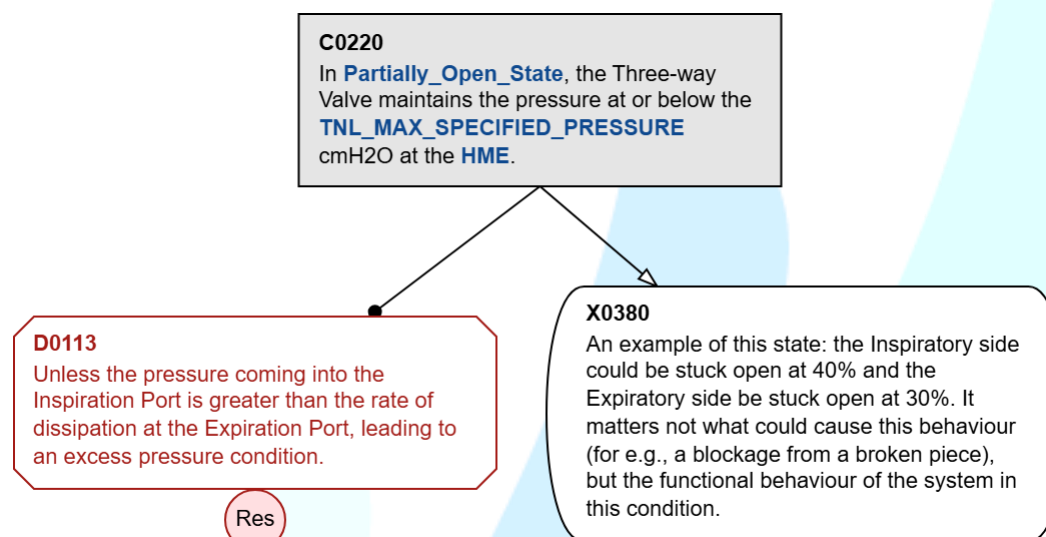 C0220
In Partially_Open_State, the Three-way
Valve maintains the pressure at or below the
TNL_MAX_SPECIFIED_PRESSURE
cmH2O at the HME.
D0113
Unless the pressure coming into the
Inspiration Port is greater than the rate of
dissipation at the Expiration Port, leading to
an excess pressure condition.
Res
X0380
An example of this state: the Inspiratory side
could be stuck open at 40% and the
Expiratory side be stuck open at 30%. It
matters not what could cause this behaviour
(for e.g., a blockage from a broken piece),
but the functional behaviour of the system in
this condition.